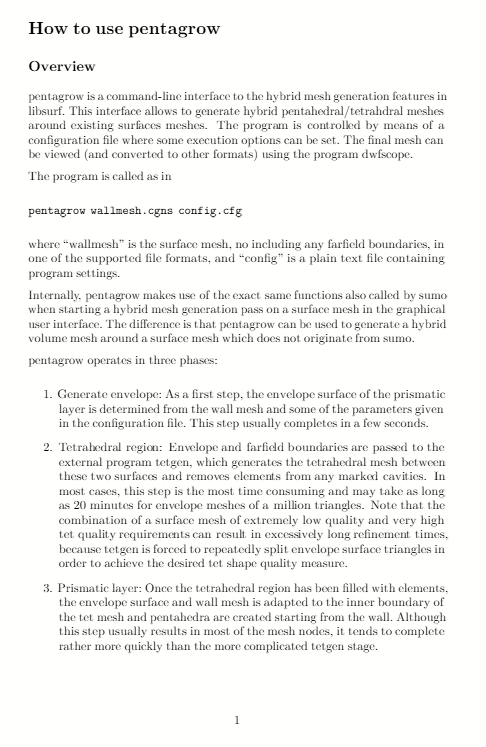 How to use pentagrow
Overview
pentagrow is a command-line interface to the hybrid mesh generation features in
libsurf. This interface allows to generate hybrid pentahedral/tetrahdral meshes
around existing surfaces meshes. The program is controlled by means of a
configuration file where some execution options can be set. The final mesh can
be viewed (and converted to other formats) using the program dwfscope.
The program is called as in
pentagrow wallmesh.cgns config.cfg
where “wallmesh” is the surface mesh, no including any farfield boundaries, in
one of the supported file formats, and “config” is a plain text file containing
program settings.
Internally, pentagrow makes use of the exact same functions also called by sumo
when starting a hybrid mesh generation pass on a surface mesh in the graphical
user interface. The difference is that pentagrow can be used to generate a hybrid
volume mesh around a surface mesh which does not originate from sumo.
pentagrow operates in three phases:
1. Generate envelope: As a first step, the envelope surface of the prismatic
layer is determined from the wall mesh and some of the parameters given
in the configuration file. This step usually completes in a few seconds.
2. Tetrahedral region: Envelope and farfield boundaries are passed to the
external program tetgen, which generates the tetrahedral mesh between
these two surfaces and removes elements from any marked cavities. In
most cases, this step is the most time consuming and may take as long
as 20 minutes for envelope meshes of a million triangles. Note that the
combination of a surface mesh of extremely low quality and very high
tet quality requirements can result in excessively long refinement times,
because tetgen is forced to repeatedly split envelope surface triangles in
order to achieve the desired tet shape quality measure.
3. Prismatic layer: Once the tetrahedral region has been filled with elements,
the envelope surface and wall mesh is adapted to the inner boundary of
the tet mesh and pentahedra are created starting from the wall. Although
this step usually results in most of the mesh nodes, it tends to complete
rather more quickly than the more complicated tetgen stage.
1